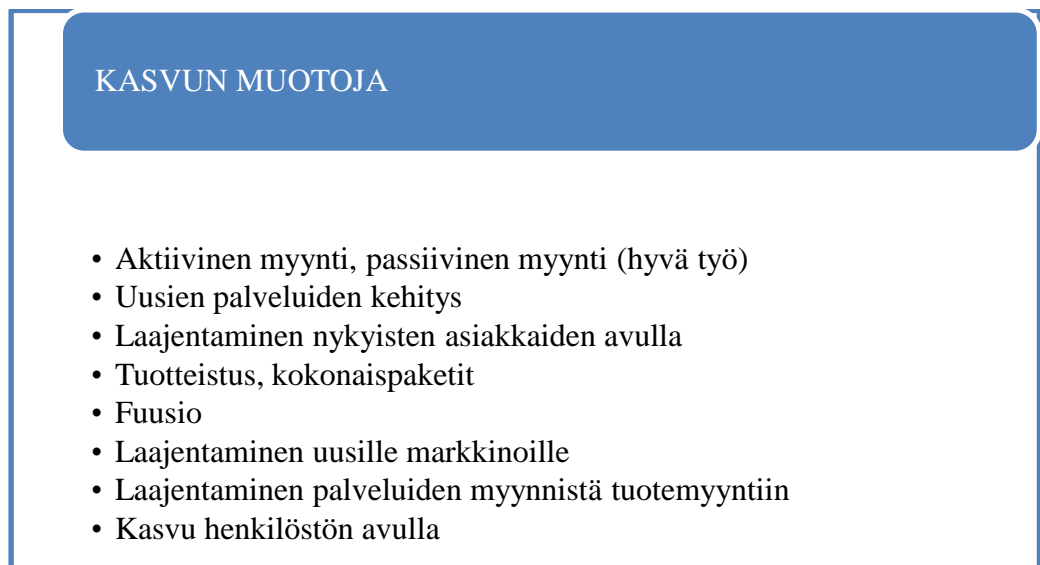 KASVUN MUOTOJA
• Aktiivinen myynti, passiivinen myynti (hyvä työ)
• Uusien palveluiden kehitys
• Laajentaminen nykyisten asiakkaiden avulla
• Tuotteistus, kokonaispaketit
• Fuusio
• Laajentaminen uusille markkinoille
• Laajentaminen palveluiden myynnistä tuotemyyntiin
• Kasvu henkilöstön avulla